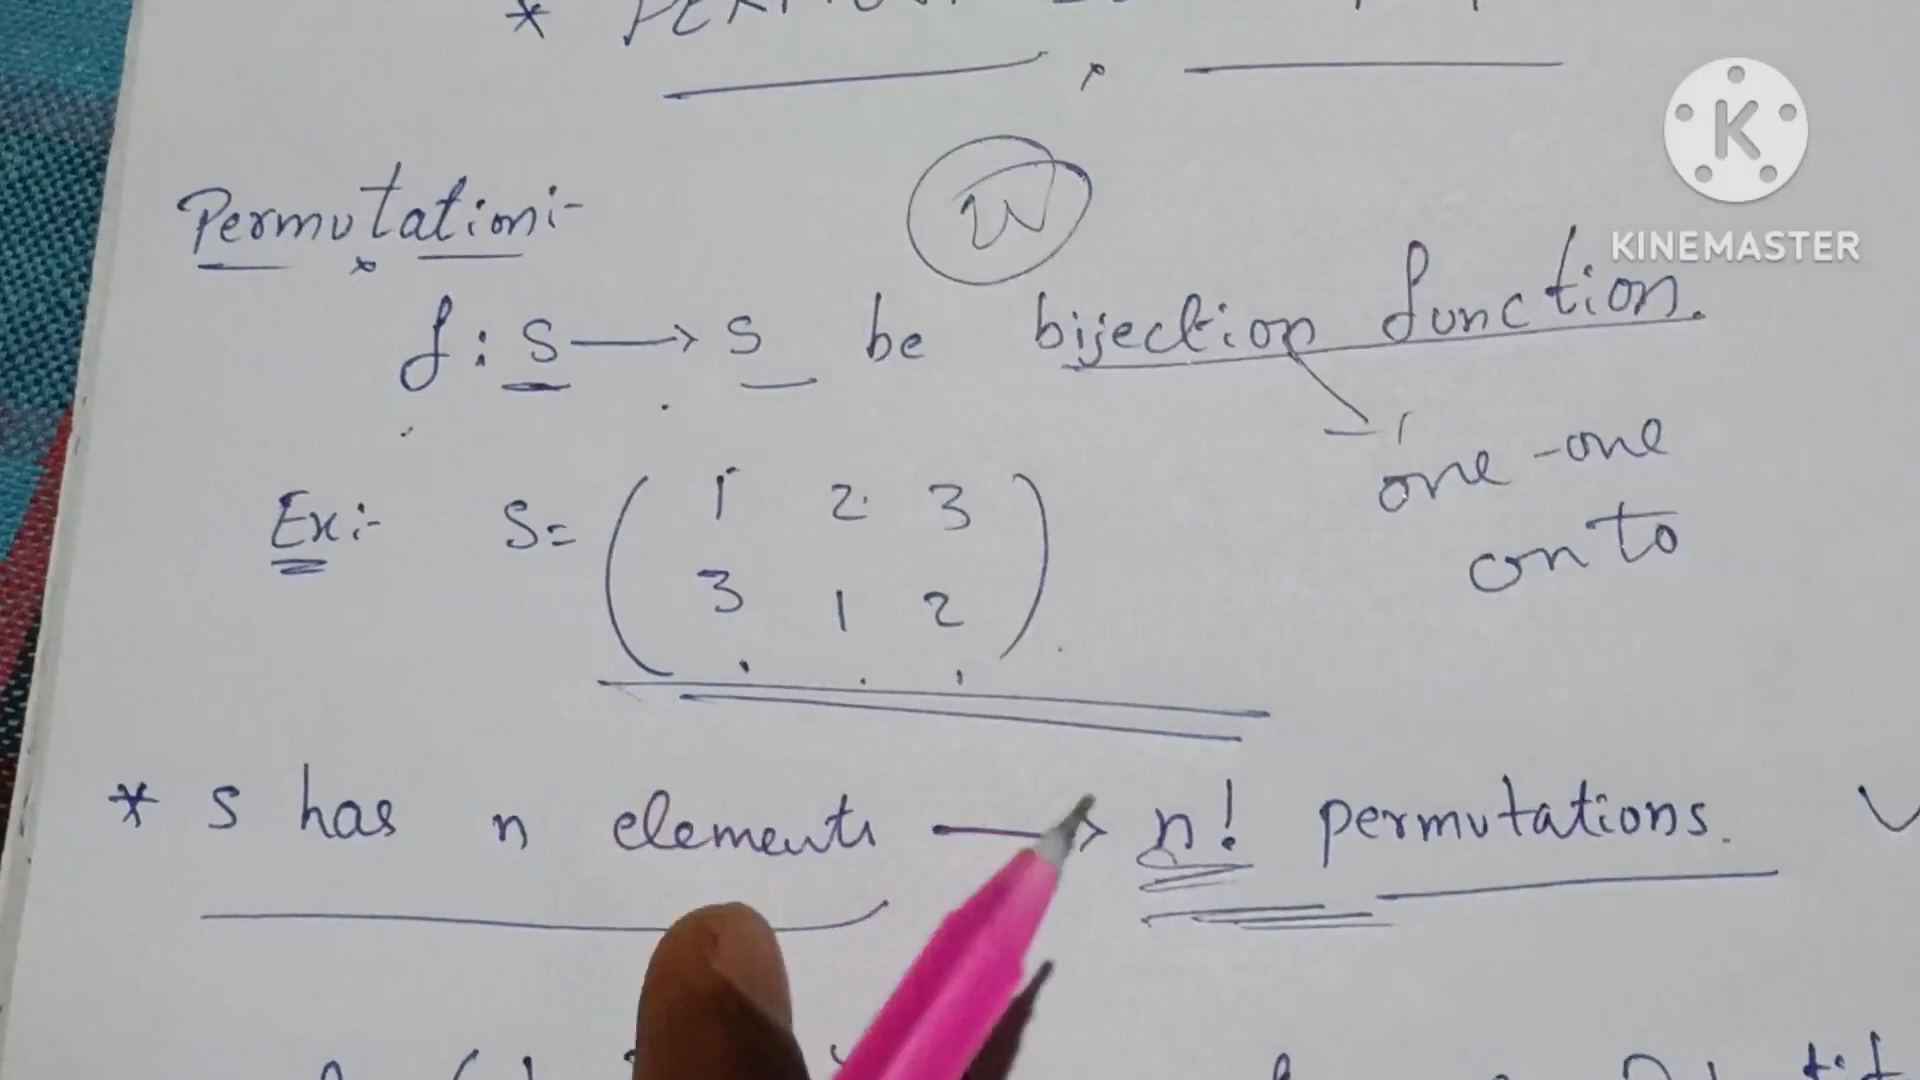 Permutation:-
f: S → S be bijection function.
one-one
onto
Ex:- S = ( 1 2 3
3 1 2 )
* S has n elements → n! permutations.
K
KINEMASTER